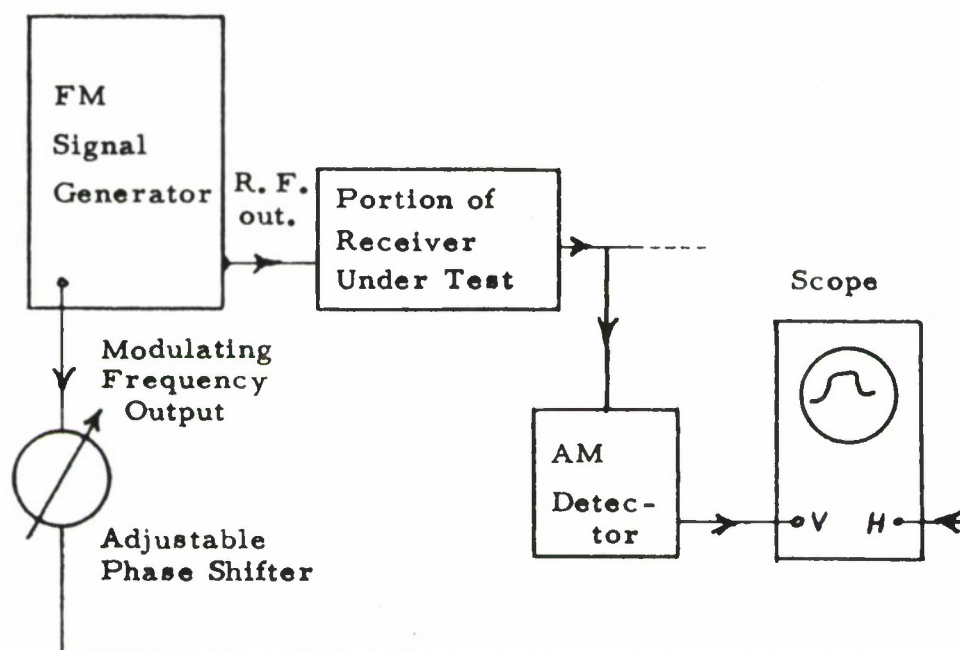 FM
Signal
Generator
R. F.
out.
Portion of
Receiver
Under Test
Scope
Modulating
Frequency
Output
AM
Detec-
tor
V H
Adjustable
Phase Shifter